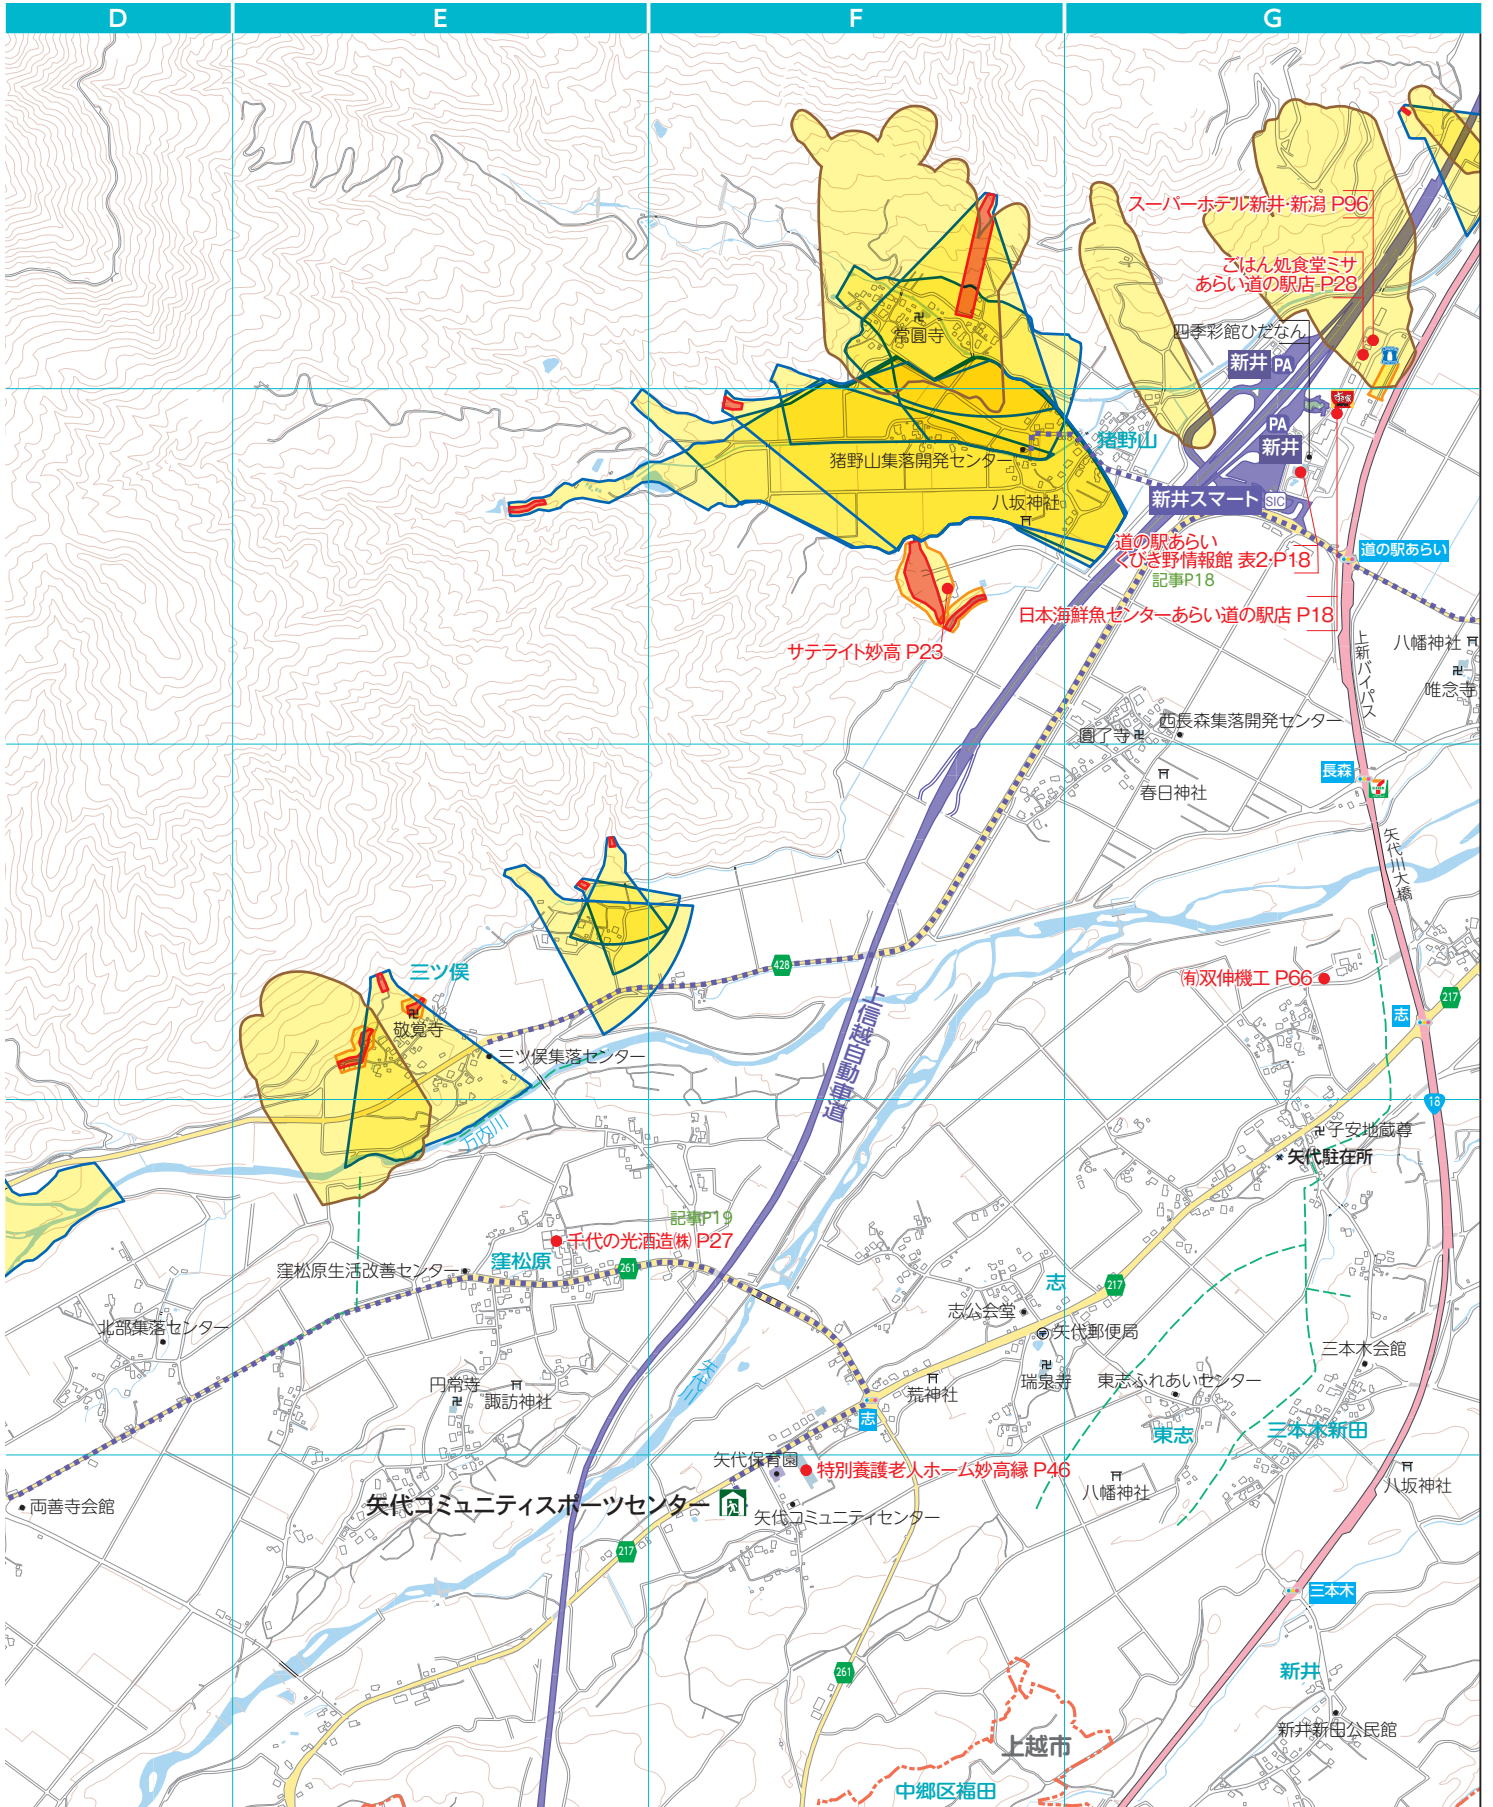 D
E
F
G
スーパーホテル新井・新潟 P96
ごはん処食堂ミサ
あらい道の駅店 P28
四季彩館ひだなん
常圓寺
新井 PA
PA
新井
猪野山
猪野山集落開発センター
新井スマート SIC
八坂神社
道の駅あらい
くびき野情報館 表2・P18
記事P18
道の駅あらい
日本海鮮魚センターあらい道の駅店 P18
サテライト妙高 P23
上新バイパス
八幡神社
唯念寺
西長森集落開発センター
圓了寺
長森
春日神社
矢代川大橋
三ツ俣
428
㈲双伸機工 P66
217
敬覚寺
志
上信越自動車道
三ツ俣集落センター
18
万内川
子安地蔵尊
矢代駐在所
記事P19
千代の光酒造㈱ P27
窪松原
窪松原生活改善センター
261
217
志
志公会堂
北部集落センター
矢代郵便局
三本木会館
矢代川
円常寺
諏訪神社
瑞泉寺
荒神社
東志ふれあいセンター
志
東志
三本木新田
矢代保育園
特別養護老人ホーム妙高縁 P46
八幡神社
八坂神社
両善寺会館
矢代コミュニティスポーツセンター
矢代コミュニティセンター
217
三本木
261
新井
新井新田公民館
上越市
中郷区福田